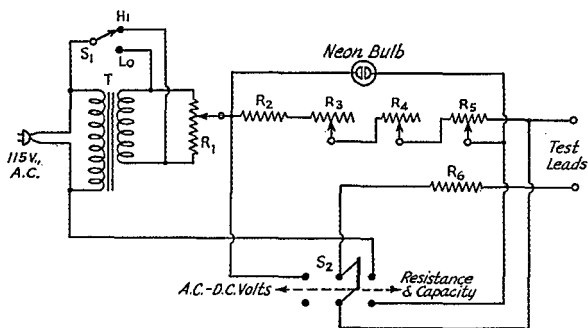 Hi
S1
Lo
T
115V., A.C.
R1
Neon Bulb
R2
R3
R4
R5
Test Leads
R6
S2
A.C.-D.C. Volts
Resistance & Capacity